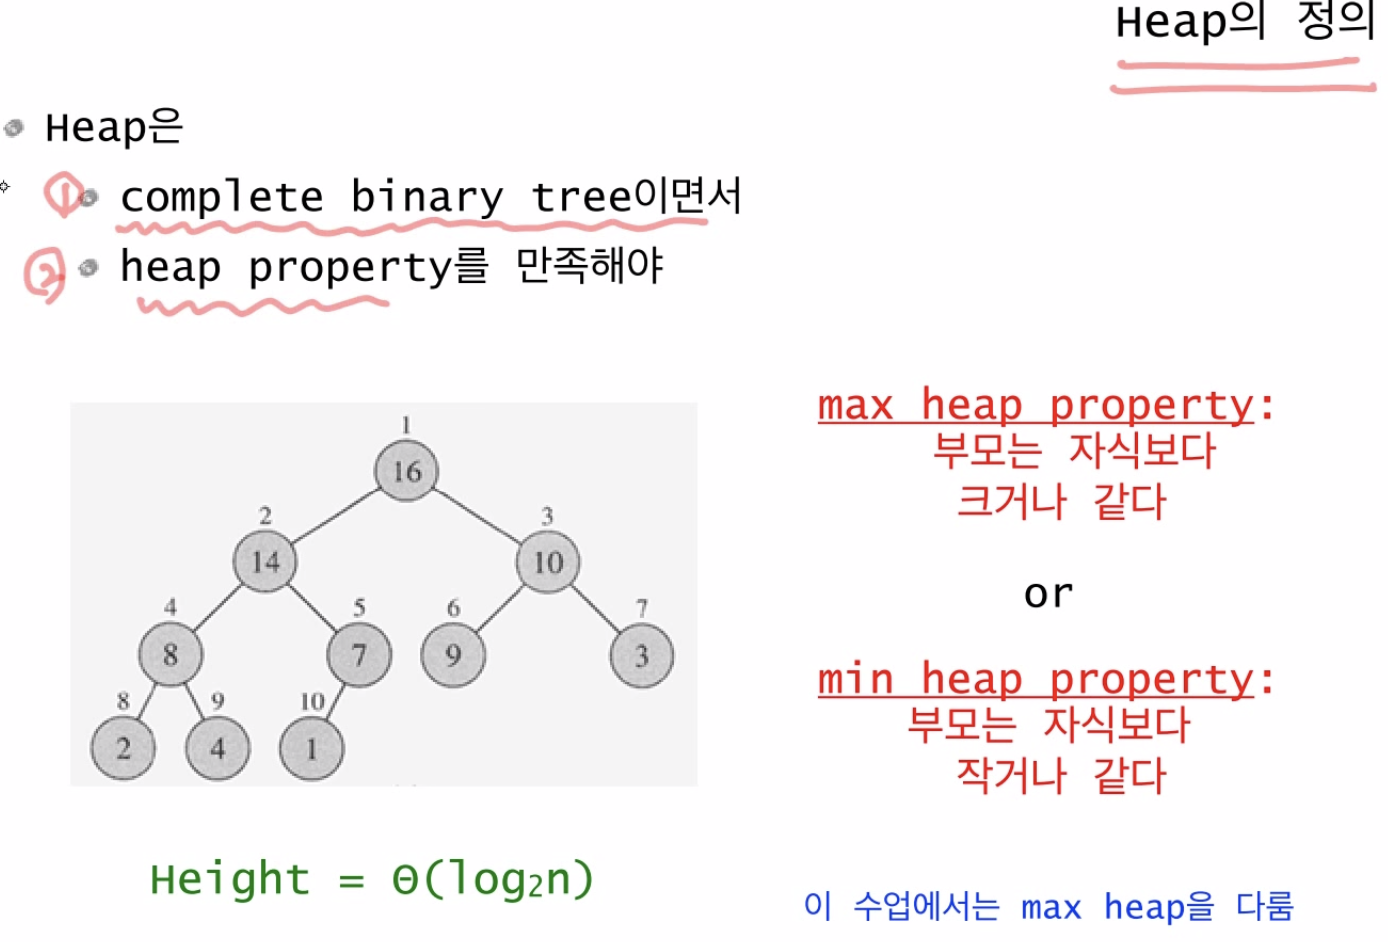 Heap의 정의
Heap은
① complete binary tree이면서
② heap property를 만족해야
1
16
2
3
14
10
4
5
6
7
8
7
9
3
8
9
10
2
4
1
max heap property:
부모는 자식보다
크거나 같다
or
min heap property:
부모는 자식보다
작거나 같다
Height = Θ(log₂n)
이 수업에서는 max heap을 다룸